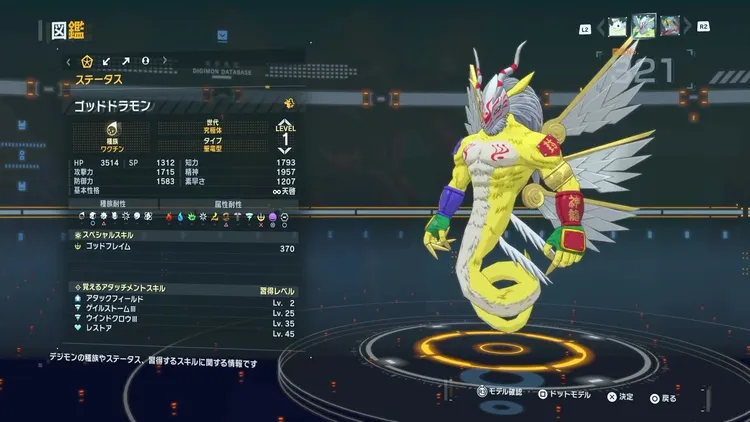 図鑑
L2
R2
321
DIGIMON DATABASE
ステータス
ゴッドドラモン
種族
ワクチン
世代
究極体
タイプ
聖竜型
LEVEL
1
HP 3514 SP 1312 知力 1793
攻撃力 1715 精神 1957
防御力 1583 素早さ 1207
基本性格 天啓
種族耐性 属性耐性
スペシャルスキル
ゴッドフレイム 370
覚えるアタッチメントスキル 習得レベル
アタックフィールド Lv. 2
ゲイルストームⅢ Lv. 25
ウインドクロウⅢ Lv. 35
レストア Lv. 45
デジモンの種族やステータス、習得するスキルに関する情報です
R3 モデル確認 ドットモデル 決定 戻る